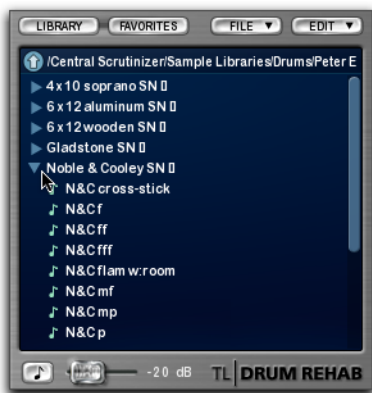 LIBRARY FAVORITES FILE ▼ EDIT ▼
/Central Scrutinizer/Sample Libraries/Drums/Peter E
4x10 soprano SN ▯
6x12 aluminum SN ▯
6x12 wooden SN ▯
Gladstone SN ▯
Noble & Cooley SN ▯
N&C cross-stick
N&C f
N&C ff
N&C fff
N&C flam w:room
N&C mf
N&C mp
N&C p
-20 dB TL DRUM REHAB